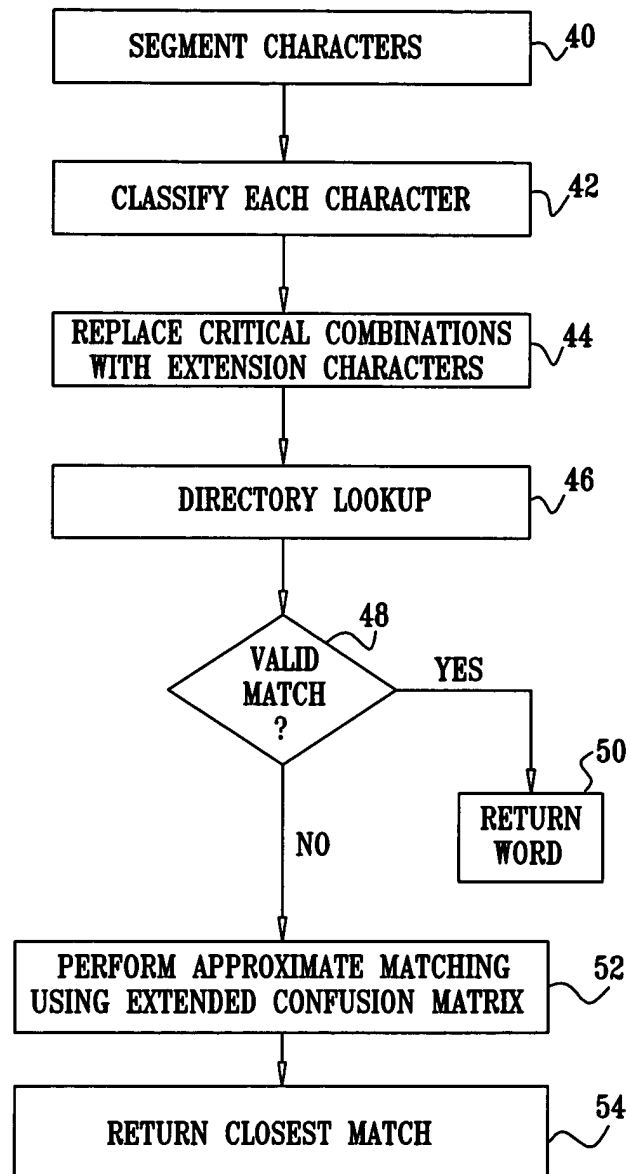 SEGMENT CHARACTERS
40
CLASSIFY EACH CHARACTER
42
REPLACE CRITICAL COMBINATIONS
WITH EXTENSION CHARACTERS
44
DIRECTORY LOOKUP
46
48
VALID
MATCH
?
YES
50
RETURN
WORD
NO
PERFORM APPROXIMATE MATCHING
USING EXTENDED CONFUSION MATRIX
52
RETURN CLOSEST MATCH
54